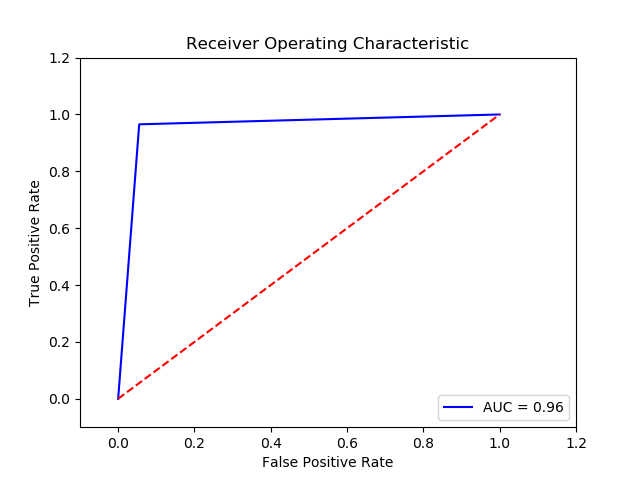 Receiver Operating Characteristic
1.2
1.0
0.8
0.6
0.4
0.2
0.0
True Positive Rate
AUC = 0.96
0.0 0.2 0.4 0.6 0.8 1.0 1.2
False Positive Rate